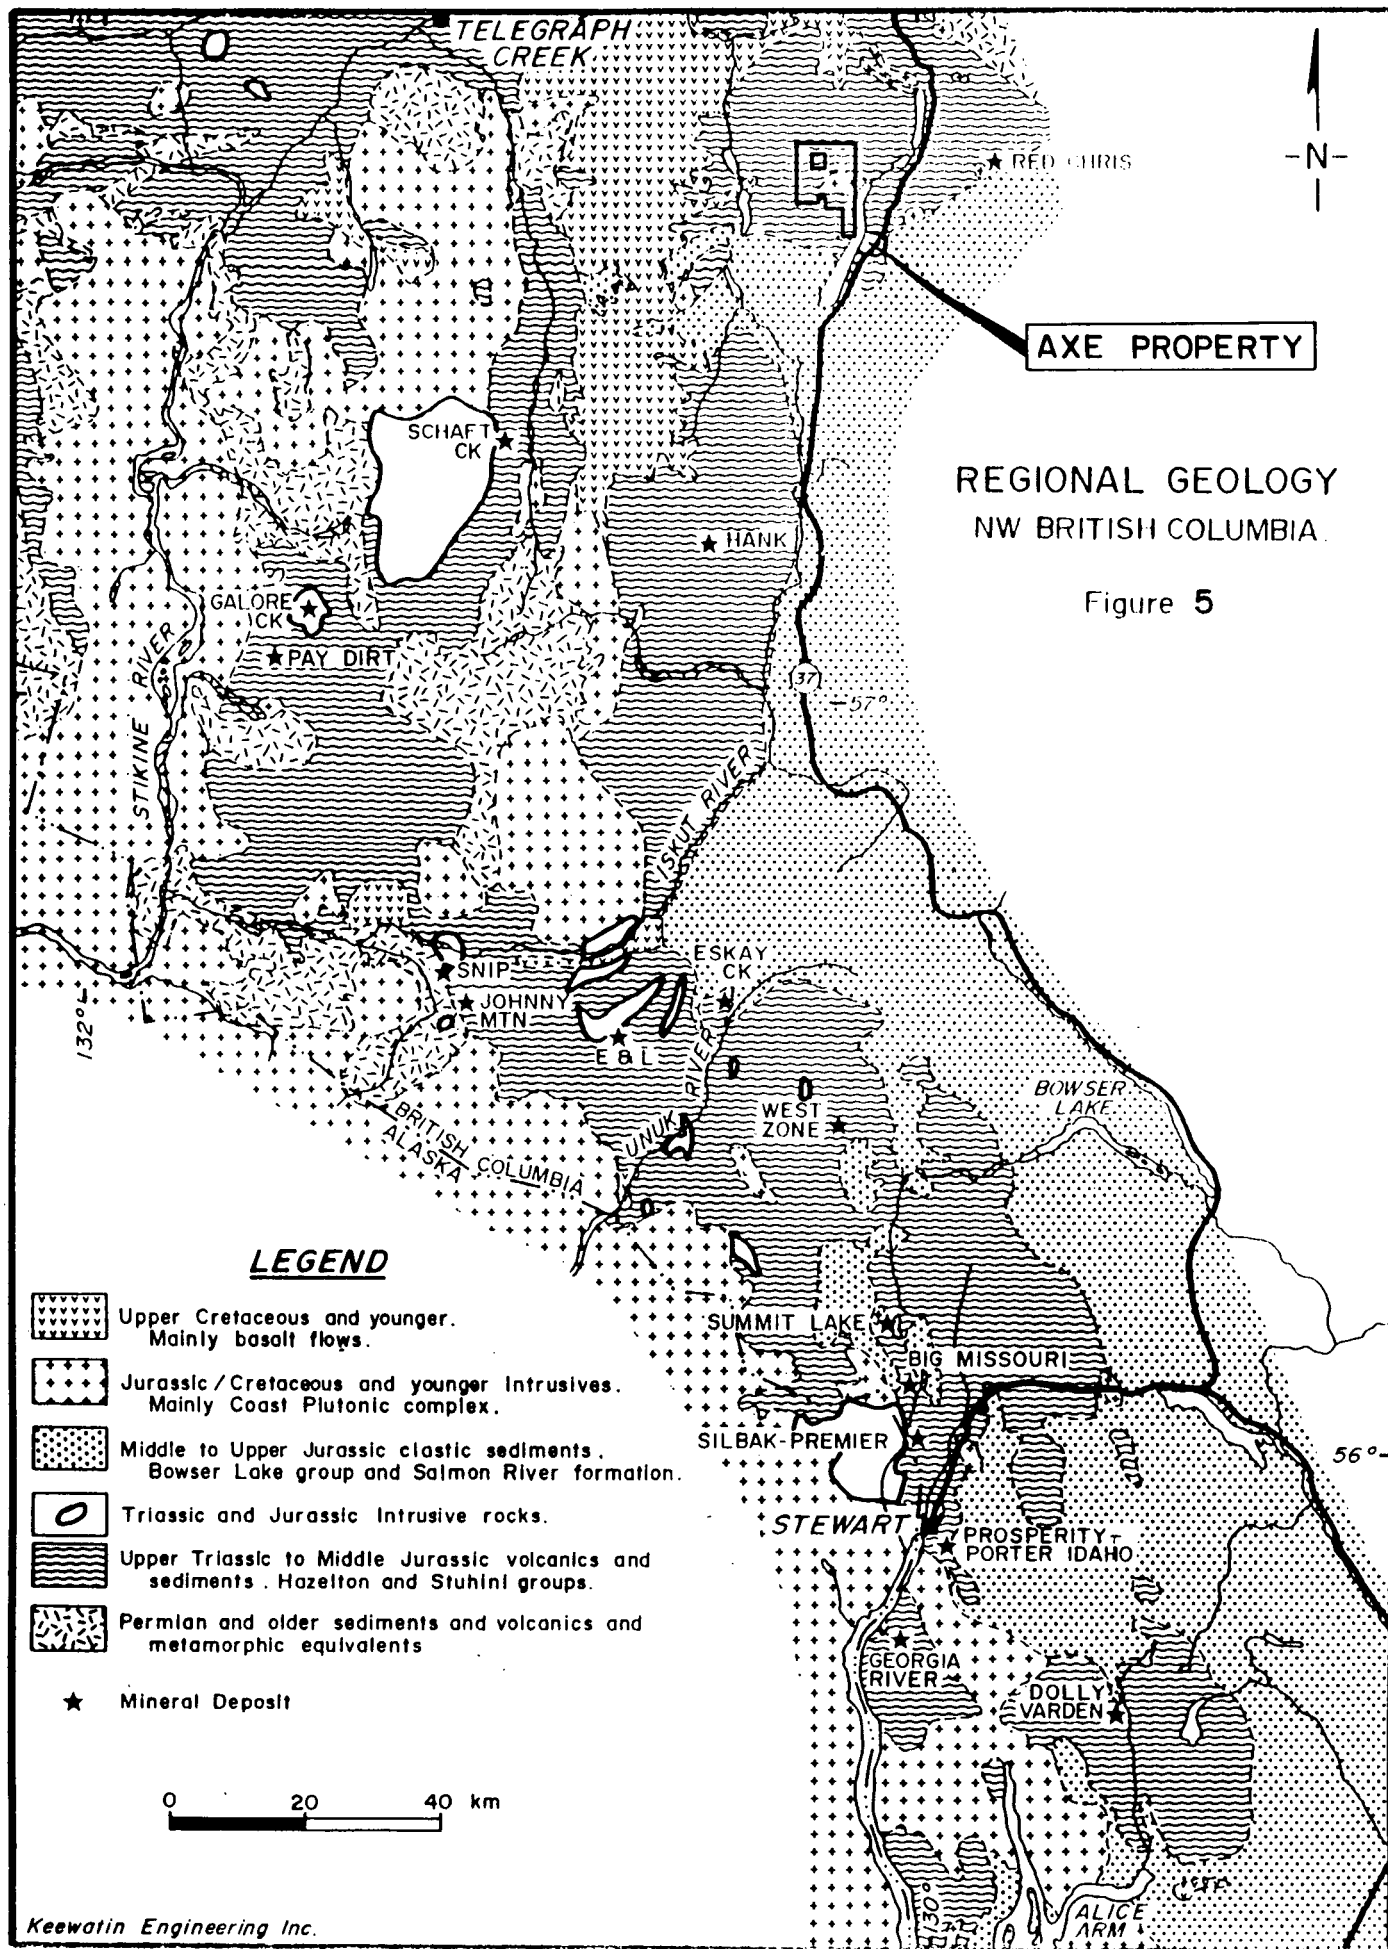 TELEGRAPH
CREEK
-N-
RED CHRIS
AXE PROPERTY
SCHAFT
CK
REGIONAL GEOLOGY
NW BRITISH COLUMBIA
Figure 5
HANK
GALORE
CK
PAY DIRT
STIKINE RIVER
37
57°
ISKUT RIVER
ESKAY
CK
SNIP
JOHNNY
MTN
E & L
132°
UNUK RIVER
WEST
ZONE
BOWSER
LAKE
BRITISH COLUMBIA
ALASKA
LEGEND
Upper Cretaceous and younger.
Mainly basalt flows.
Jurassic/Cretaceous and younger Intrusives.
Mainly Coast Plutonic complex.
Middle to Upper Jurassic clastic sediments.
Bowser Lake group and Salmon River formation.
Triassic and Jurassic Intrusive rocks.
Upper Triassic to Middle Jurassic volcanics and
sediments. Hazelton and Stuhini groups.
Permian and older sediments and volcanics and
metamorphic equivalents
Mineral Deposit
SUMMIT LAKE
BIG MISSOURI
SILBAK-PREMIER
56°
STEWART
PROSPERITY-
PORTER IDAHO
GEORGIA
RIVER
DOLLY
VARDEN
0 20 40 km
130°
ALICE
ARM
Keewatin Engineering Inc.